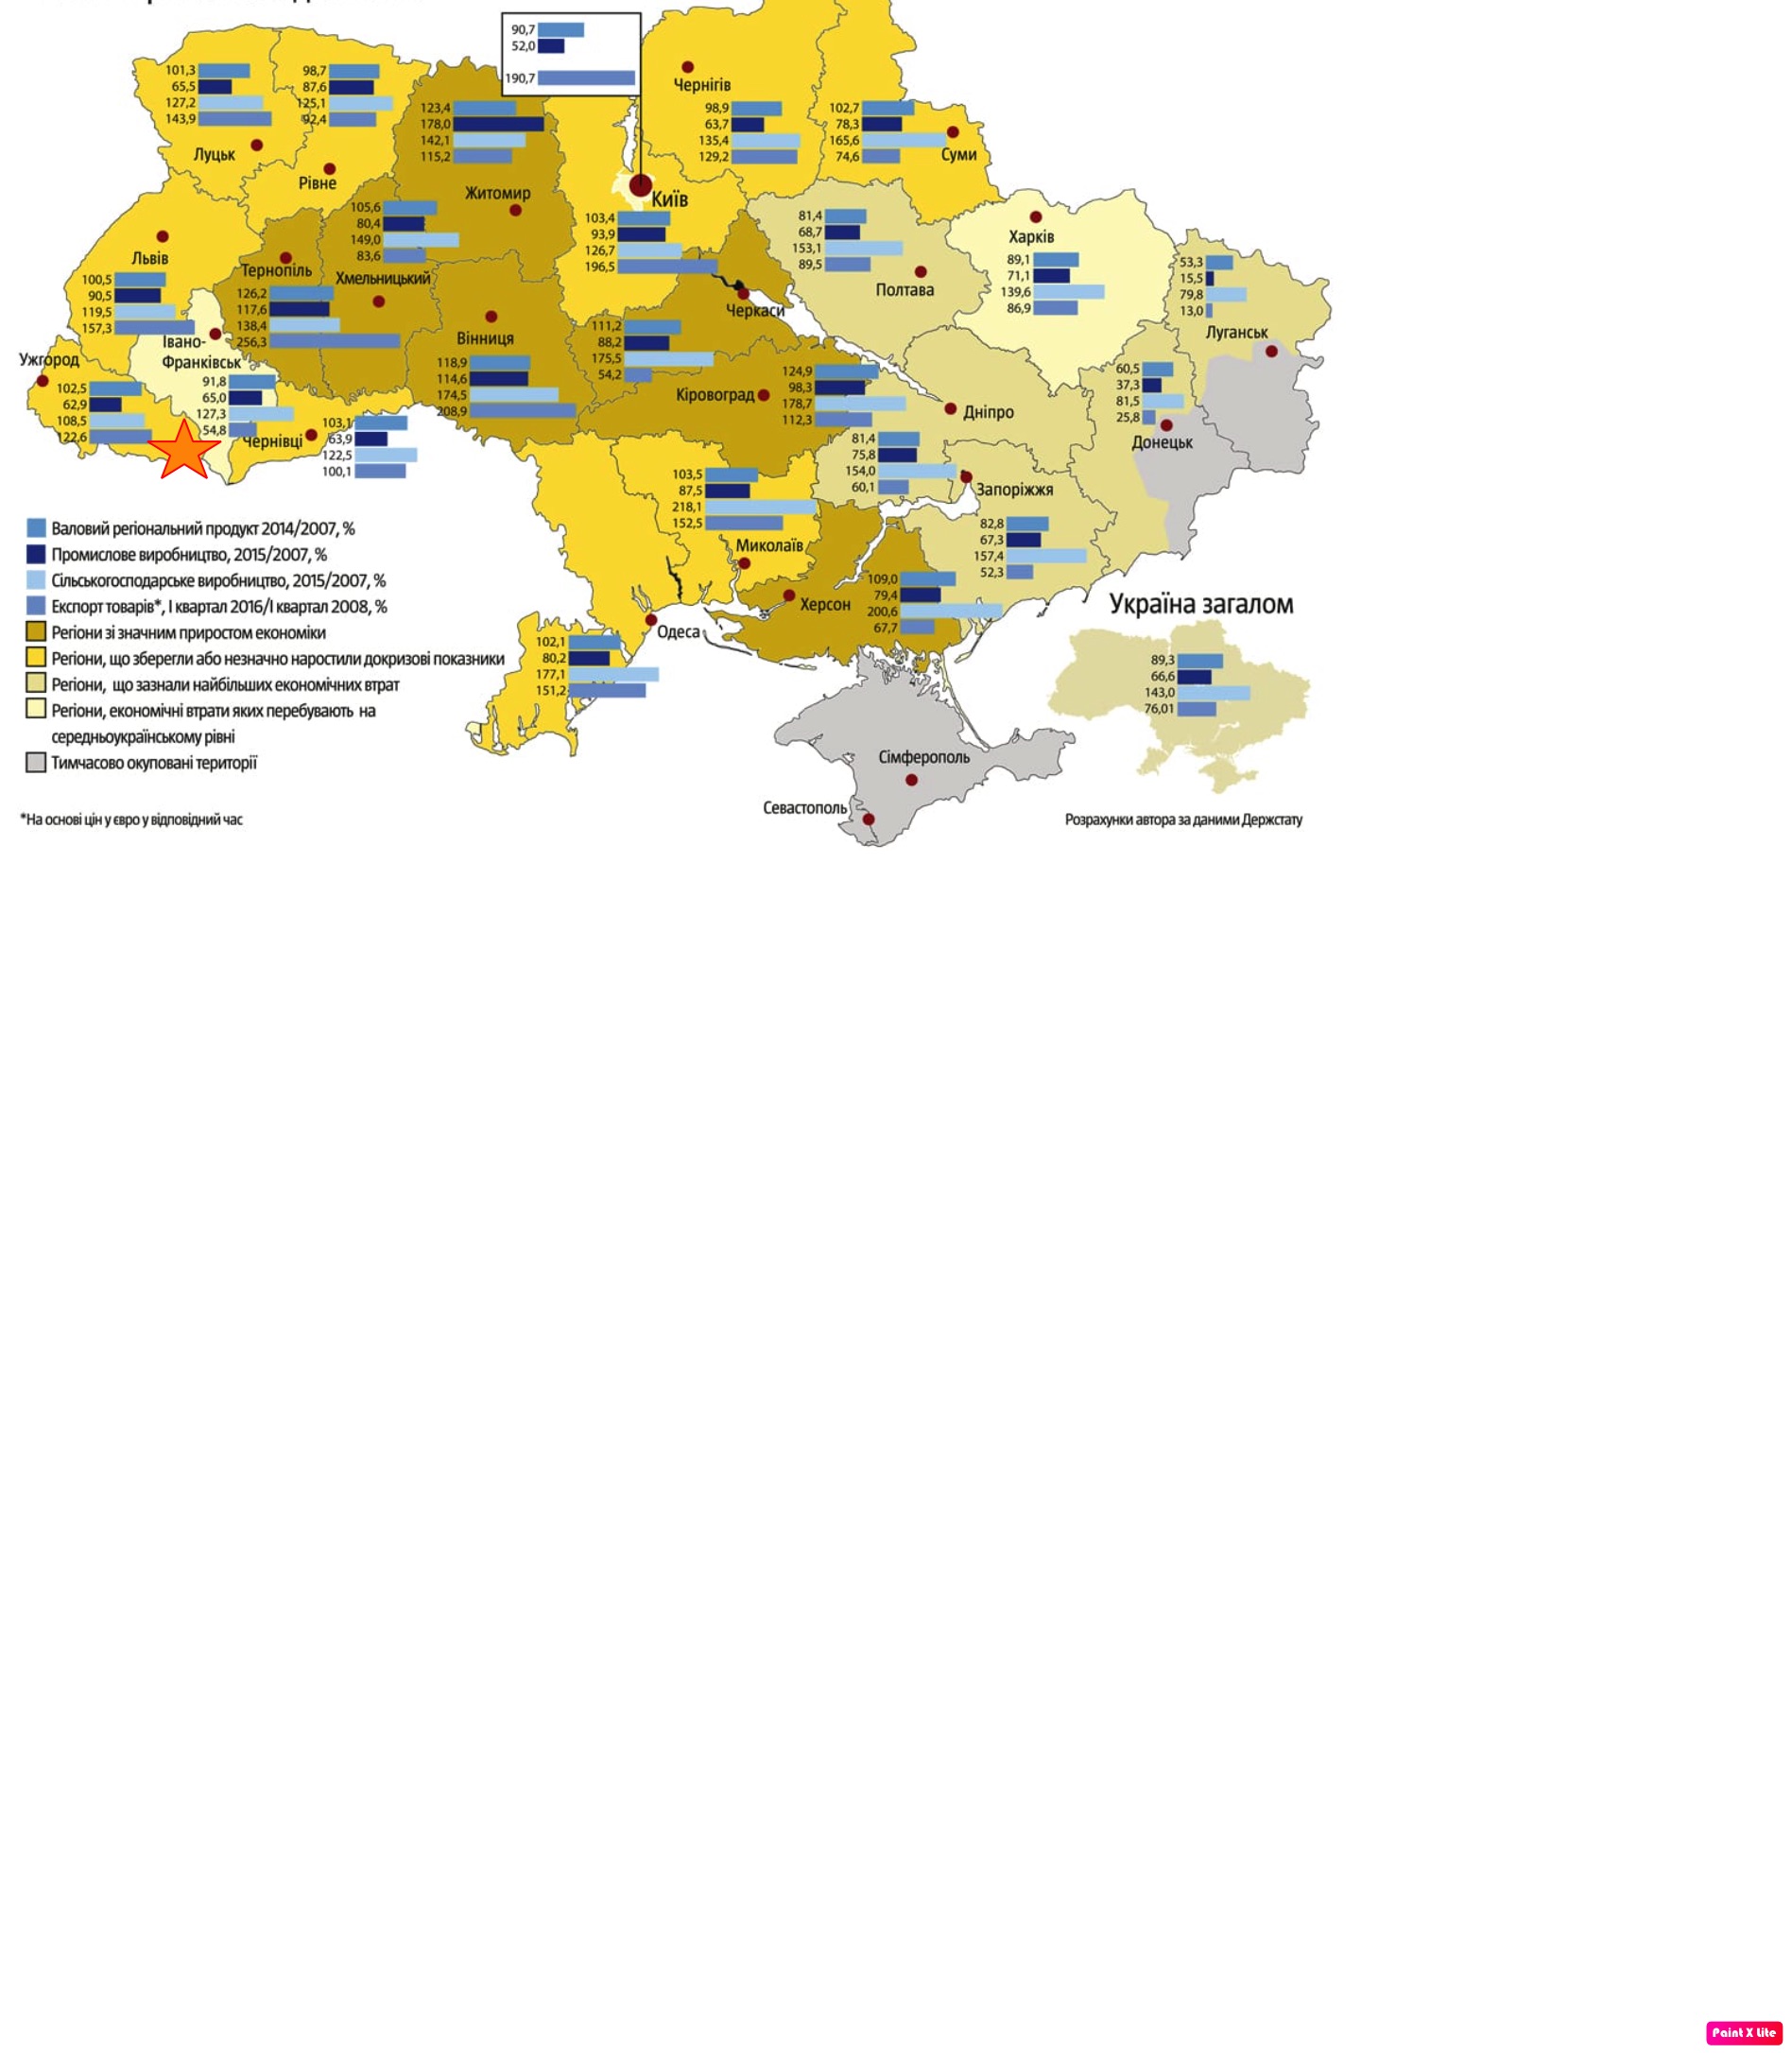 90,7
52,0
190,7
101,3
65,5
127,2
143,9
Луцьк
98,7
87,6
125,1
92,4
Рівне
123,4
178,0
142,1
115,2
Житомир
Чернігів
98,9
63,7
135,4
129,2
102,7
78,3
165,6
74,6
Суми
Київ
103,4
93,9
126,7
196,5
105,6
80,4
149,0
83,6
Хмельницький
Львів
100,5
90,5
119,5
157,3
Тернопіль
126,2
117,6
138,4
256,3
81,4
68,7
153,1
89,5
Полтава
Харків
89,1
71,1
139,6
86,9
53,3
15,5
79,8
13,0
Луганськ
Черкаси
111,2
88,2
175,5
54,2
Вінниця
118,9
114,6
174,5
208,9
Івано-
Франківськ
91,8
65,0
127,3
54,8
Ужгород
102,5
62,9
108,5
122,6
Чернівці
103,1
63,9
122,5
100,1
Кіровоград
124,9
98,3
178,7
112,3
Дніпро
81,4
75,8
154,0
60,1
60,5
37,3
81,5
25,8
Донецьк
Запоріжжя
82,8
67,3
157,4
52,3
103,5
87,5
218,1
152,5
Миколаїв
Херсон
109,0
79,4
200,6
67,7
Одеса
102,1
80,2
177,1
151,2
Сімферополь
Севастополь
Валовий регіональний продукт 2014/2007, %
Промислове виробництво, 2015/2007, %
Сільськогосподарське виробництво, 2015/2007, %
Експорт товарів*, І квартал 2016/І квартал 2008, %
Регіони зі значним приростом економіки
Регіони, що зберегли або незначно наростили докризові показники
Регіони, що зазнали найбільших економічних втрат
Регіони, економічні втрати яких перебувають на
середньоукраїнському рівні
Тимчасово окуповані території
Україна загалом
89,3
66,6
143,0
76,01
*На основі цін у євро у відповідний час
Розрахунки автора за даними Держстату
Paint X Lite